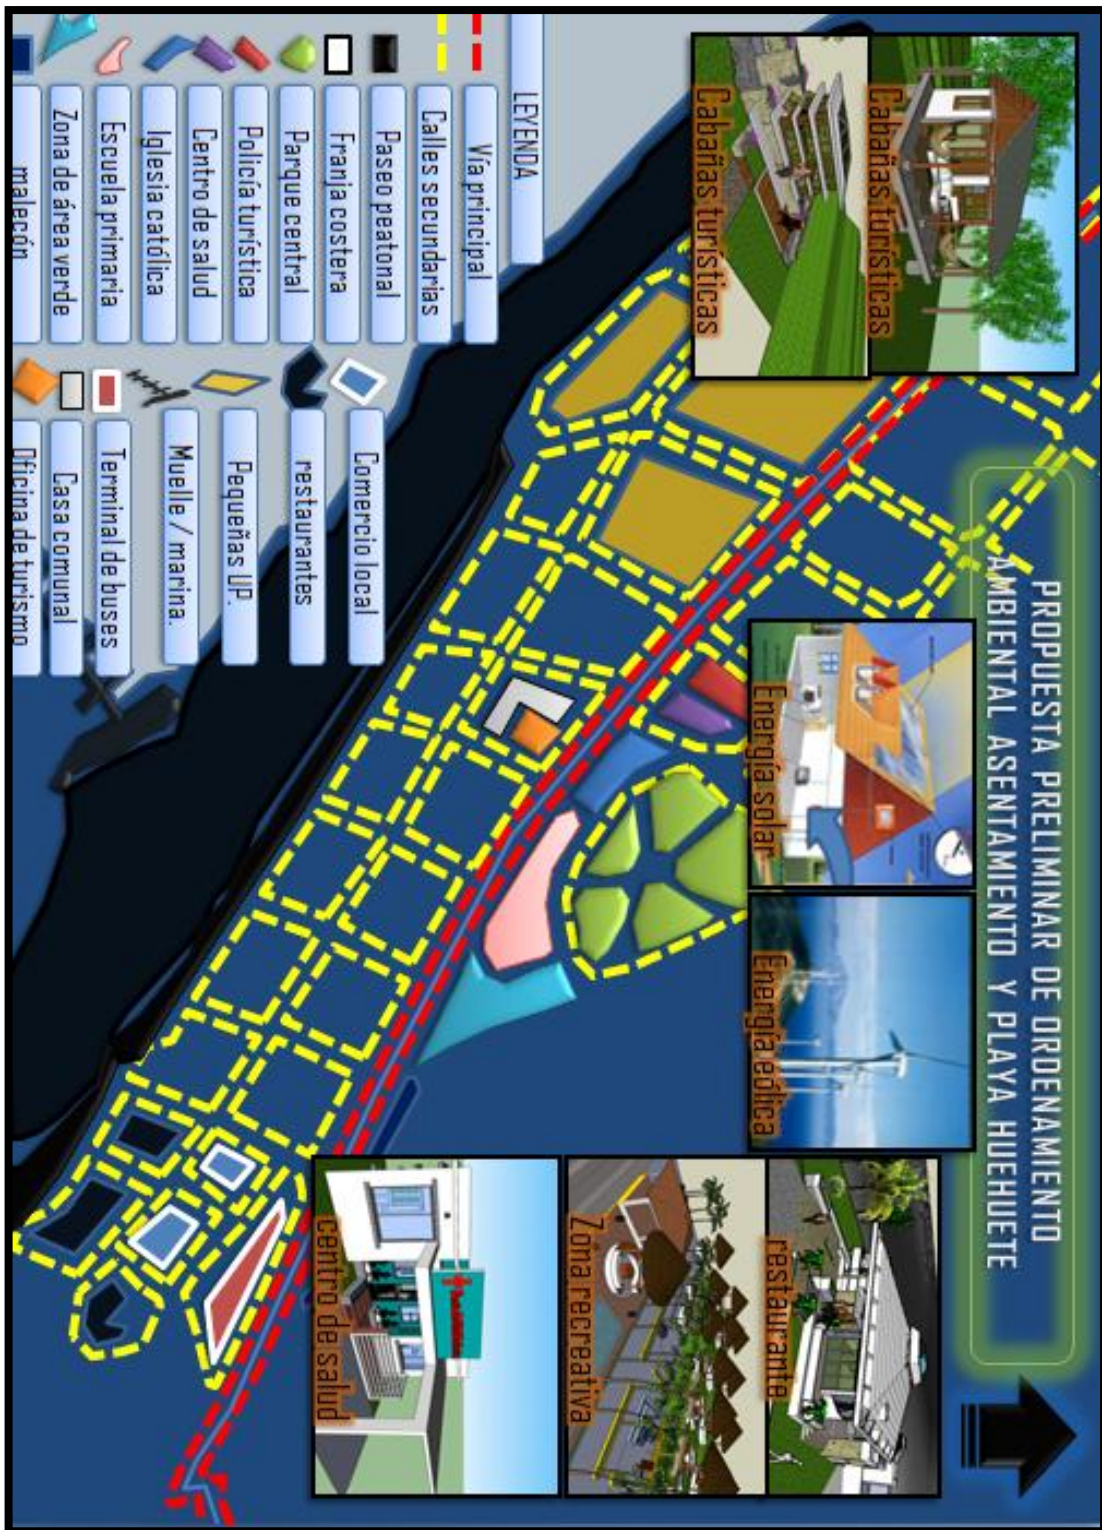 PROPUESTA PRELIMINAR DE ORDENAMIENTO
AMBIENTAL ASENTAMIENTO Y PLAYA HUEHUETE
Cabañas turísticas
Cabañas turísticas
Energía solar
Energía eólica
restaurante
Zona recreativa
Centro de salud
LEYENDA
Vía principal
Calles secundarias
Paseo peatonal
Franja costera
Parque central
Policía turística
Centro de salud
Iglesia católica
Escuela primaria
Zona de área verde
malecón
Comercio local
restaurantes
Pequeñas UP.
Muelle / marina.
Terminal de buses
Casa comunal
Oficina de turismo